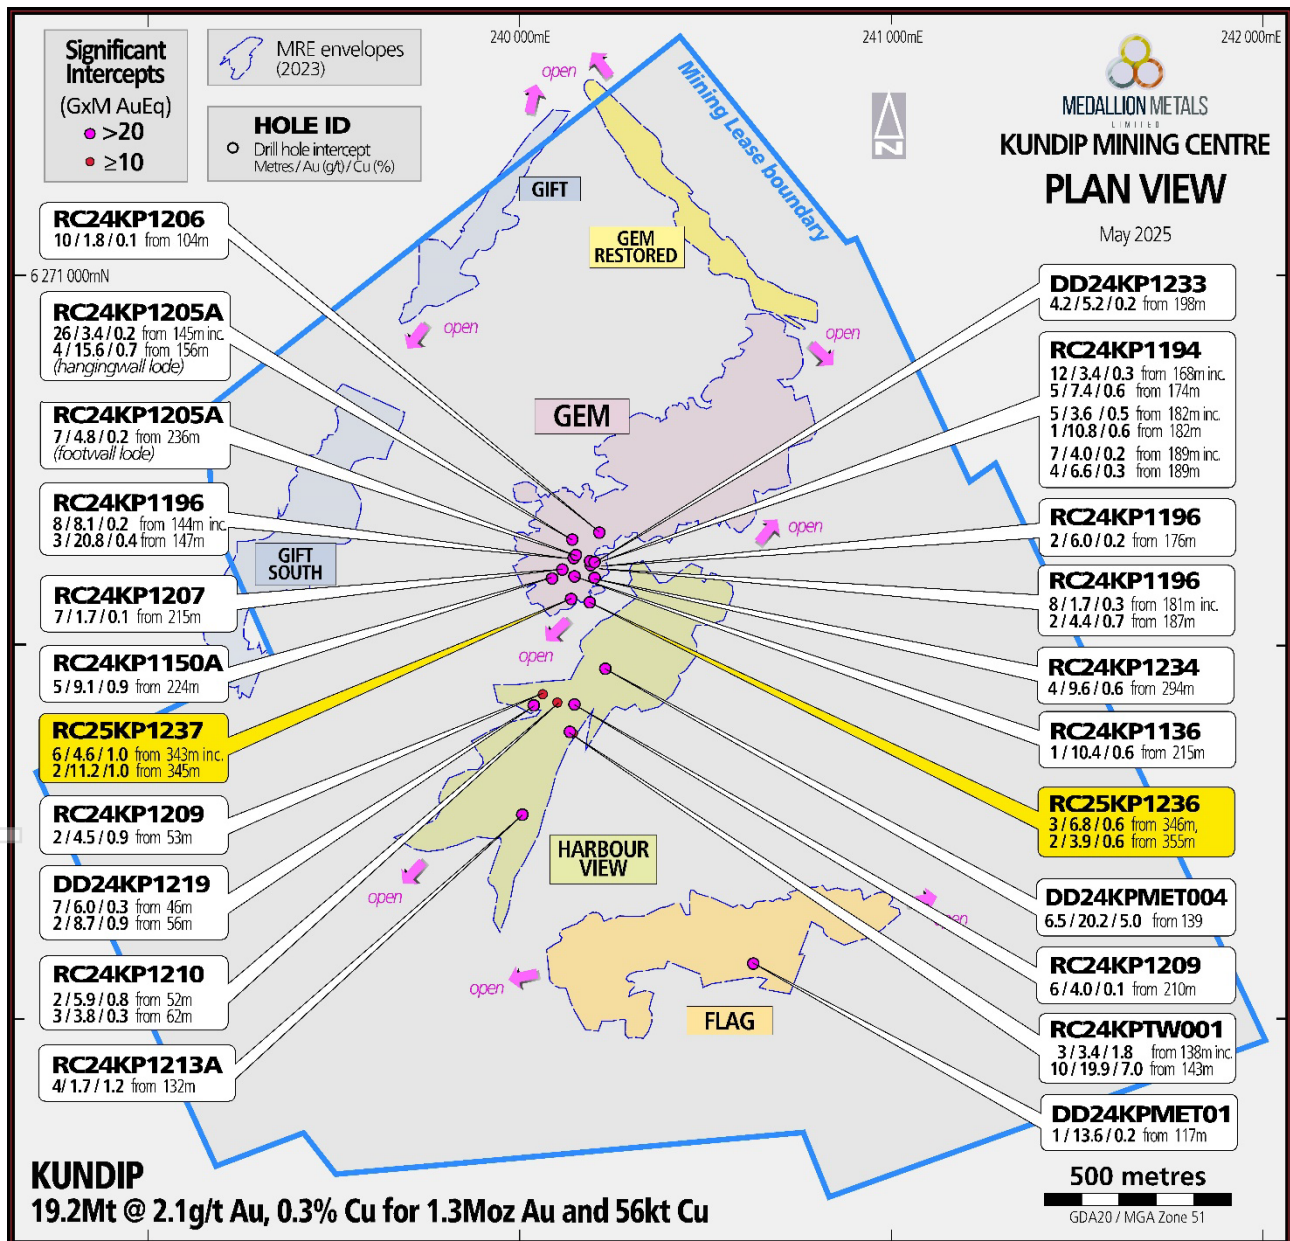 240 000mE
241 000mE
242 000mE
Significant
Intercepts
(GxM AuEq)
>20
≥10
MRE envelopes
(2023)
HOLE ID
Drill hole intercept
Metres / Au (g/t) / Cu (%)
MEDALLION METALS
LIMITED
KUNDIP MINING CENTRE
PLAN VIEW
May 2025
N
Mining Lease boundary
open
GIFT
GEM
RESTORED
6 271 000mN
open
open
GEM
open
GIFT
SOUTH
open
open
HARBOUR
VIEW
open
open
FLAG
RC24KP1206
10 / 1.8 / 0.1 from 104m
RC24KP1205A
26 / 3.4 / 0.2 from 145m inc.
4 / 15.6 / 0.7 from 156m
(hangingwall lode)
RC24KP1205A
7 / 4.8 / 0.2 from 236m
(footwall lode)
RC24KP1196
8 / 8.1 / 0.2 from 144m inc.
3 / 20.8 / 0.4 from 147m
RC24KP1207
7 / 1.7 / 0.1 from 215m
RC24KP1150A
5 / 9.1 / 0.9 from 224m
RC25KP1237
6 / 4.6 / 1.0 from 343m inc.
2 /11.2 /1.0 from 345m
RC24KP1209
2 / 4.5 / 0.9 from 53m
DD24KP1219
7 / 6.0 / 0.3 from 46m
2 / 8.7 / 0.9 from 56m
RC24KP1210
2 / 5.9 / 0.8 from 52m
3 / 3.8 / 0.3 from 62m
RC24KP1213A
4/ 1.7 / 1.2 from 132m
DD24KP1233
4.2 / 5.2 / 0.2 from 198m
RC24KP1194
12 / 3.4 / 0.3 from 168m inc.
5 / 7.4 / 0.6 from 174m
5 / 3.6 / 0.5 from 182m inc.
1 /10.8 / 0.6 from 182m
7 / 4.0 / 0.2 from 189m inc.
4 / 6.6 / 0.3 from 189m
RC24KP1196
2 / 6.0 / 0.2 from 176m
RC24KP1196
8 / 1.7 / 0.3 from 181m inc.
2 / 4.4 / 0.7 from 187m
RC24KP1234
4 / 9.6 / 0.6 from 294m
RC24KP1136
1 / 10.4 / 0.6 from 215m
RC25KP1236
3 / 6.8 / 0.6 from 346m,
2 / 3.9 / 0.6 from 355m
DD24KPMET004
6.5 / 20.2 / 5.0 from 139
RC24KP1209
6 / 4.0 / 0.1 from 210m
RC24KPTW001
3 / 3.4 / 1.8 from 138m inc.
10 / 19.9 / 7.0 from 143m
DD24KPMET01
1 / 13.6 / 0.2 from 117m
KUNDIP
19.2Mt @ 2.1g/t Au, 0.3% Cu for 1.3Moz Au and 56kt Cu
500 metres
GDA20 / MGA Zone 51